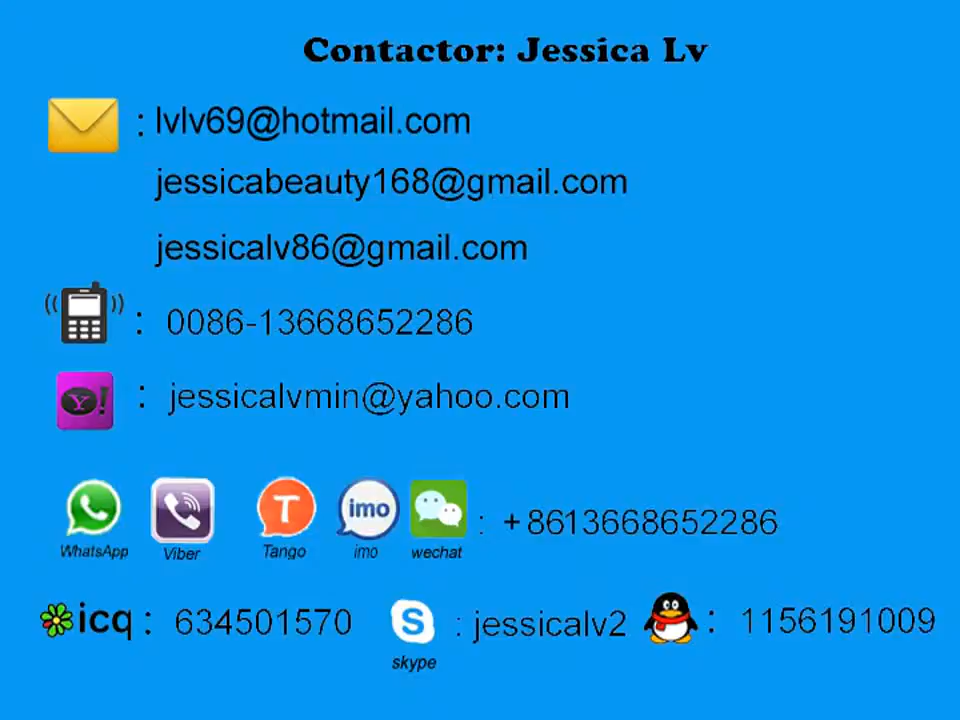 Contactor: Jessica Lv
: lvlv69@hotmail.com
jessicabeauty168@gmail.com
jessicalv86@gmail.com
: 0086-13668652286
Y! : jessicalvmin@yahoo.com
T imo : +8613668652286
WhatsApp Viber Tango imo wechat
icq : 634501570 S : jessicalv2 : 1156191009
skype